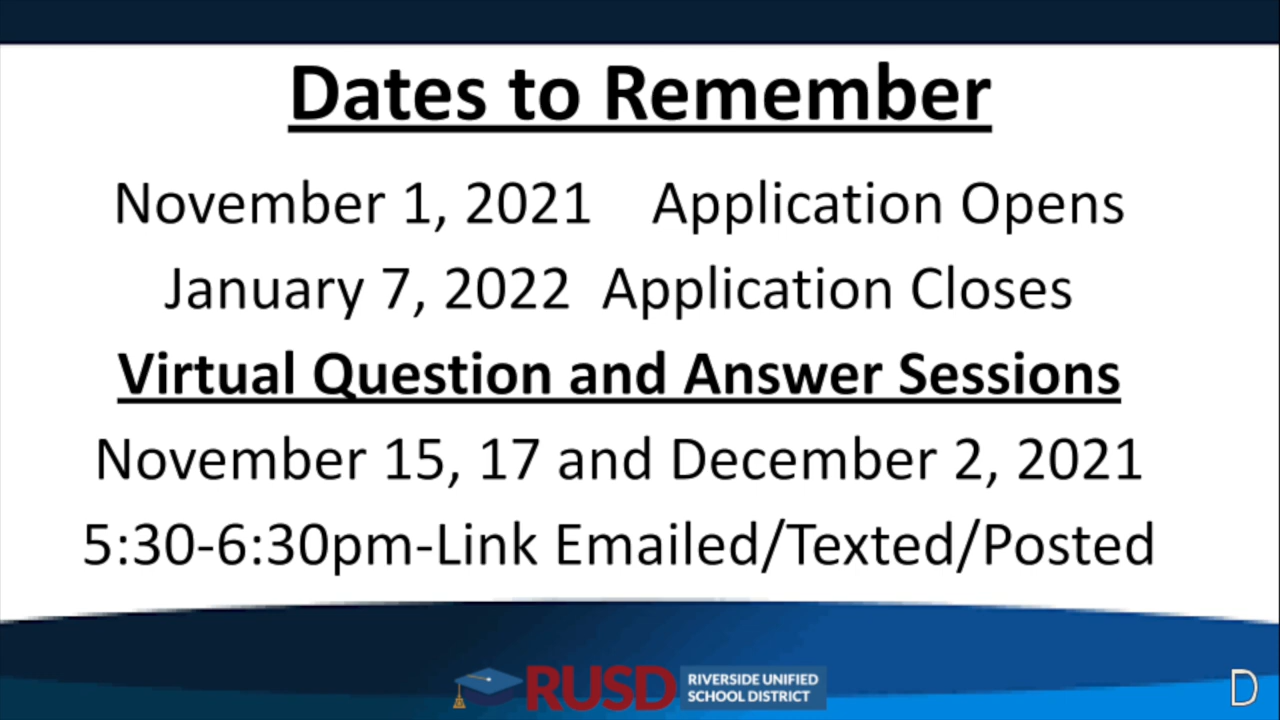 Dates to Remember
November 1, 2021 Application Opens
January 7, 2022 Application Closes
Virtual Question and Answer Sessions
November 15, 17 and December 2, 2021
5:30-6:30pm-Link Emailed/Texted/Posted
RUSD
RIVERSIDE UNIFIED
SCHOOL DISTRICT
D